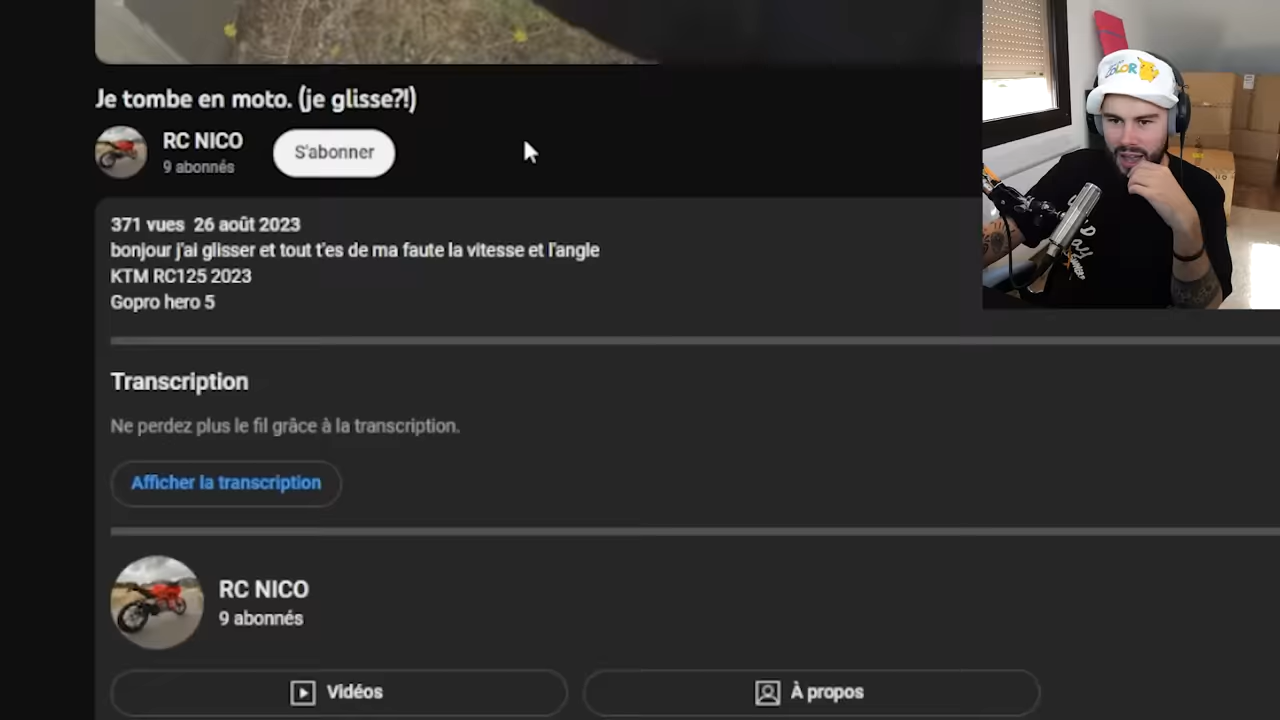 Je tombe en moto. (je glisse?!)
RC NICO
9 abonnés
S'abonner
371 vues 26 août 2023
bonjour j'ai glisser et tout t'es de ma faute la vitesse et l'angle
KTM RC125 2023
Gopro hero 5
Transcription
Ne perdez plus le fil grâce à la transcription.
Afficher la transcription
RC NICO
9 abonnés
Vidéos
À propos
COLOR